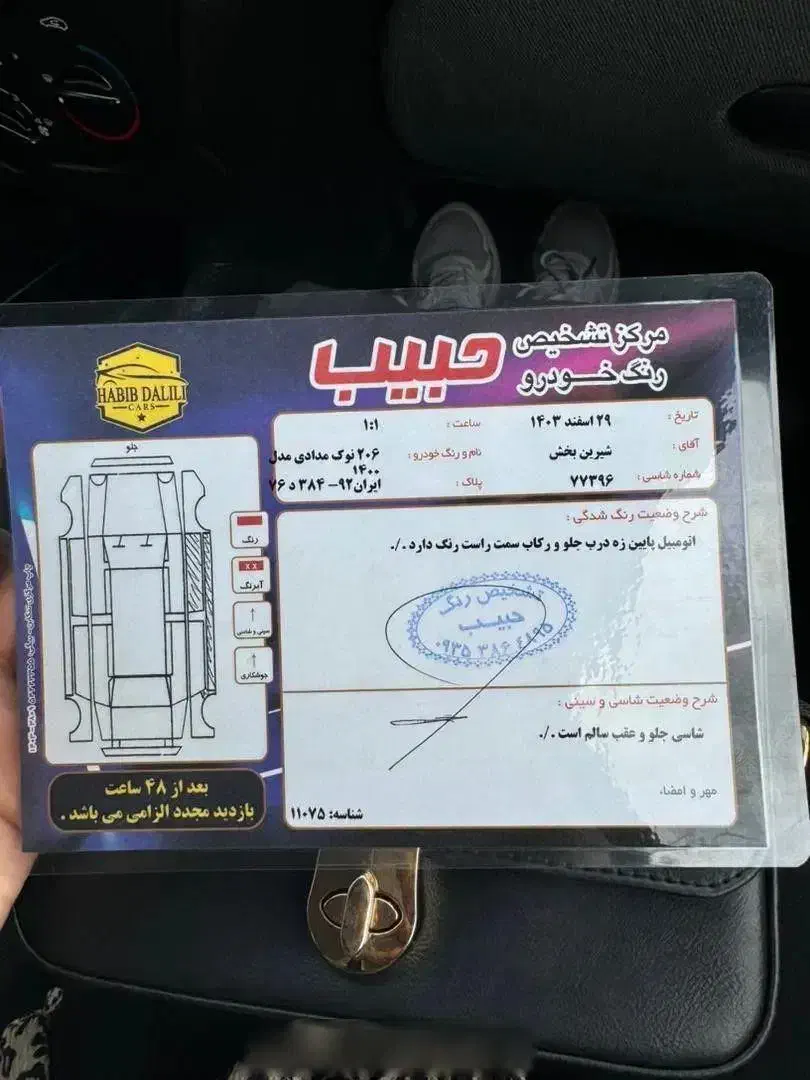 مرکز تشخیص
رنگ خودرو
حبیب
HABIB DALILI
CARS
تاریخ : ۲۹ اسفند ۱۴۰۳
ساعت : ۱:۱
آقای : شیرین بخش
نام و رنگ خودرو : ۲۰۶ نوک مدادی مدل
۱۴۰۰
شماره شاسی : ۷۷۳۹۶
پلاک : ایران۹۲- ۳۸۴ د ۷۶
جلو
رنگ
X X
آبرنگ
سینی و شاسی
جوشکاری
شرح وضعیت رنگ شدگی :
اتومبیل پایین زه درب جلو و رکاب سمت راست رنگ دارد ./.
تشخیص رنگ
حبیب
شرح وضعیت شاسی و سینی :
شاسی جلو و عقب سالم است ./.
مهر و امضاء
شناسه: ۱۱۰۷۵
بعد از ۴۸ ساعت
بازدید مجدد الزامی می باشد .